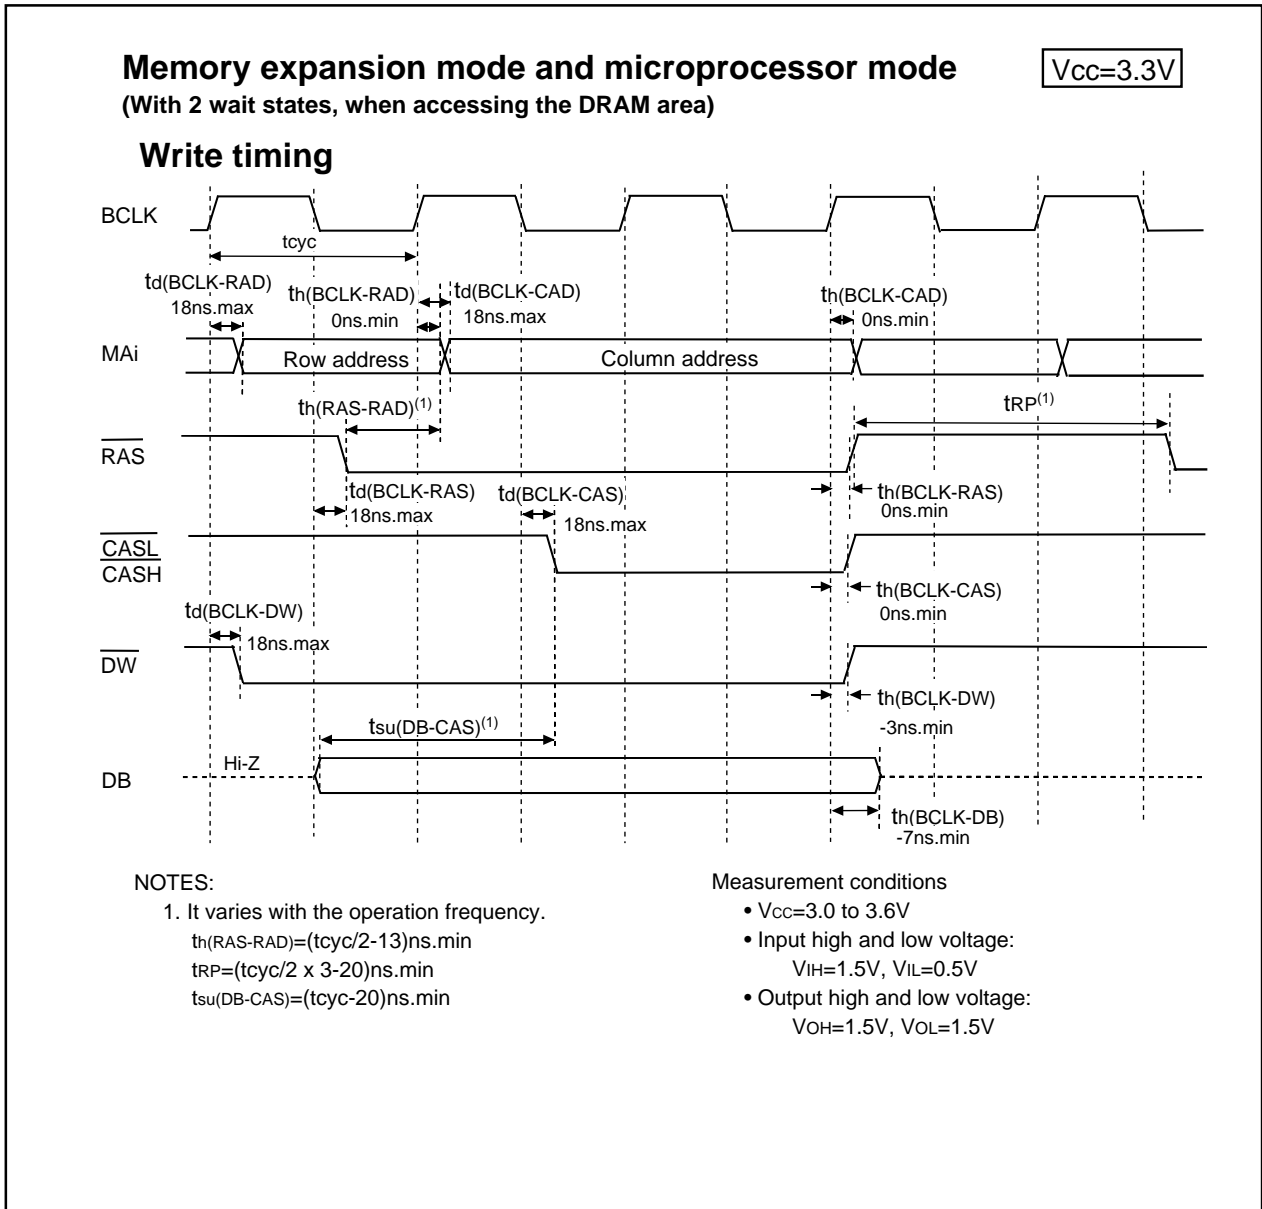 Memory expansion mode and microprocessor mode
Vcc=3.3V
(With 2 wait states, when accessing the DRAM area)
Write timing
BCLK
tcyc
td(BCLK-RAD)
18ns.max
th(BCLK-RAD)
0ns.min
td(BCLK-CAD)
18ns.max
th(BCLK-CAD)
0ns.min
MAi
Row address
Column address
th(RAS-RAD)(1)
tRP(1)
RAS
td(BCLK-RAS)
18ns.max
td(BCLK-CAS)
18ns.max
th(BCLK-RAS)
0ns.min
CASL
CASH
th(BCLK-CAS)
0ns.min
td(BCLK-DW)
18ns.max
DW
th(BCLK-DW)
-3ns.min
tsu(DB-CAS)(1)
Hi-Z
DB
th(BCLK-DB)
-7ns.min
NOTES:
1. It varies with the operation frequency.
th(RAS-RAD)=(tcyc/2-13)ns.min
tRP=(tcyc/2 x 3-20)ns.min
tsu(DB-CAS)=(tcyc-20)ns.min
Measurement conditions
• VCC=3.0 to 3.6V
• Input high and low voltage:
VIH=1.5V, VIL=0.5V
• Output high and low voltage:
VOH=1.5V, VOL=1.5V